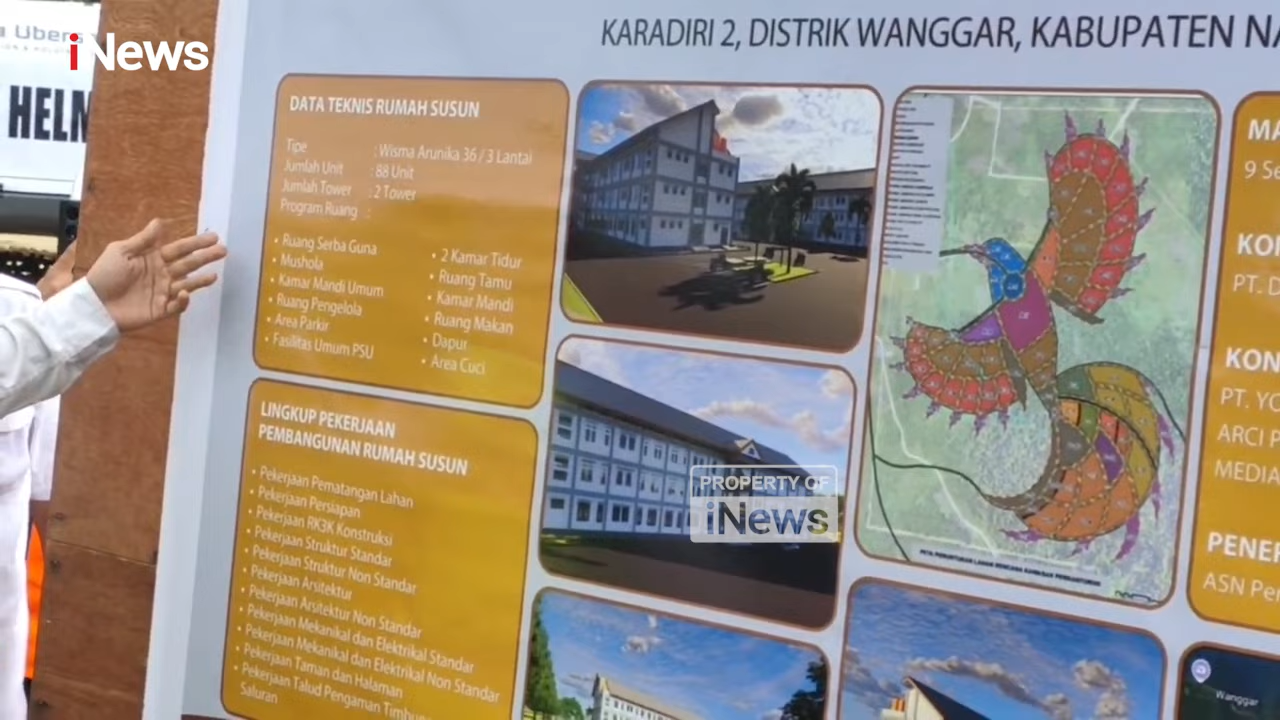 iNews
HELM
KARADIRI 2, DISTRIK WANGGAR, KABUPATEN NA
DATA TEKNIS RUMAH SUSUN
Tipe : Wisma Arunika 36 / 3 Lantai
Jumlah Unit : 88 Unit
Jumlah Tower : 2 Tower
Program Ruang :
• Ruang Serba Guna
• Mushola
• Kamar Mandi Umum
• Ruang Pengelola
• Area Parkir
• Fasilitas Umum PSU
• 2 Kamar Tidur
• Ruang Tamu
• Kamar Mandi
• Ruang Makan
• Dapur
• Area Cuci
LINGKUP PEKERJAAN
PEMBANGUNAN RUMAH SUSUN
• Pekerjaan Pematangan Lahan
• Pekerjaan Persiapan
• Pekerjaan RK3K Konstruksi
• Pekerjaan Struktur Standar
• Pekerjaan Struktur Non Standar
• Pekerjaan Arsitektur
• Pekerjaan Arsitektur Non Standar
• Pekerjaan Mekanikal dan Elektrikal Standar
• Pekerjaan Mekanikal dan Elektrikal Non Standar
• Pekerjaan Taman dan Halaman
• Pekerjaan Talud Pengaman
Saluran
PROPERTY OF
iNews
MA
9 Se
KO
PT. D
KON
PT. YO
ARCI P
MEDIA
PENER
ASN Pe
Wanggar